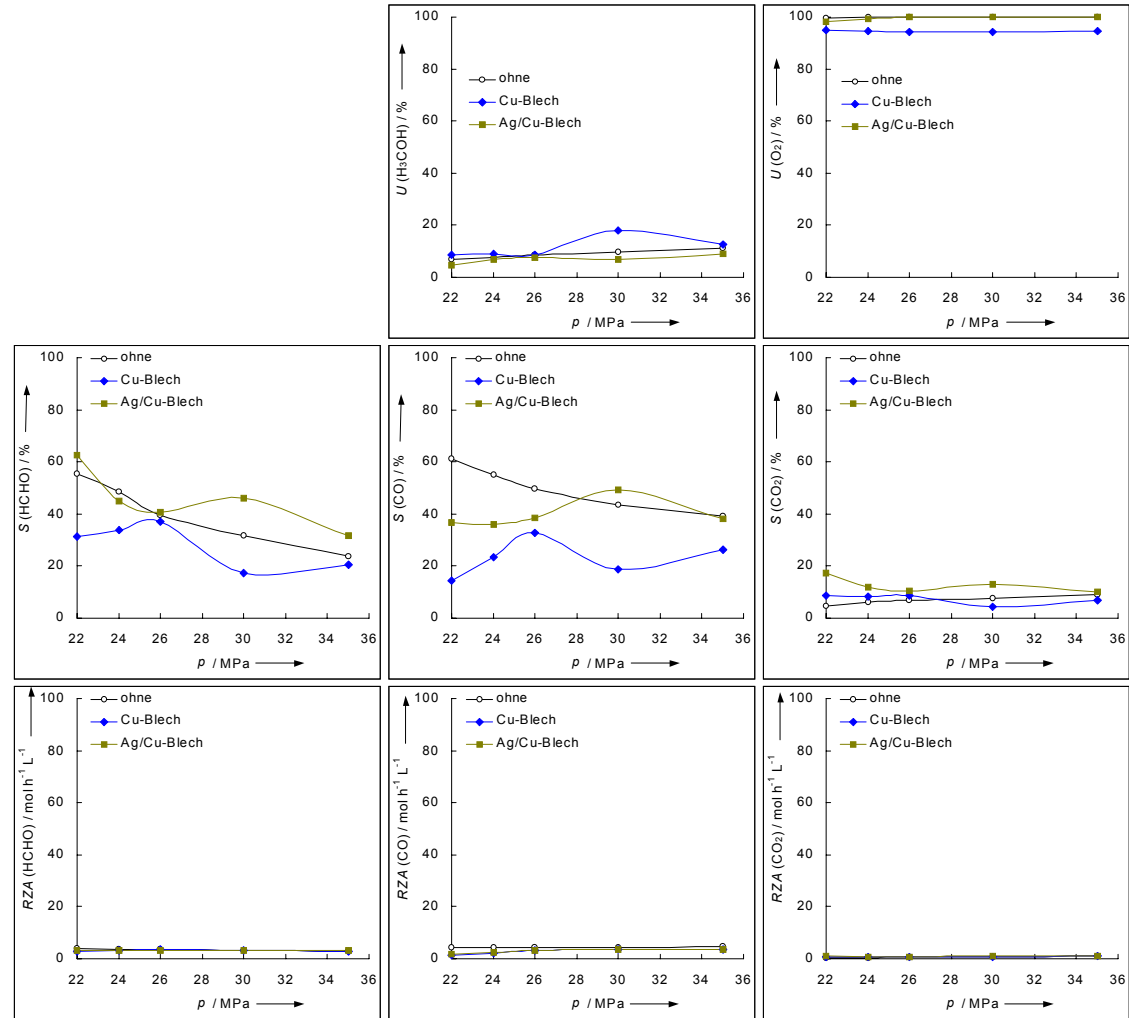 100
80
60
40
20
0
U (H₃COH) / %
ohne
Cu-Blech
Ag/Cu-Blech
22 24 26 28 30 32 34 36
p / MPa
100
80
60
40
20
0
U (O₂) / %
ohne
Cu-Blech
Ag/Cu-Blech
22 24 26 28 30 32 34 36
p / MPa
100
80
60
40
20
0
S (HCHO) / %
ohne
Cu-Blech
Ag/Cu-Blech
22 24 26 28 30 32 34 36
p / MPa
100
80
60
40
20
0
S (CO) / %
ohne
Cu-Blech
Ag/Cu-Blech
22 24 26 28 30 32 34 36
p / MPa
100
80
60
40
20
0
S (CO₂) / %
ohne
Cu-Blech
Ag/Cu-Blech
22 24 26 28 30 32 34 36
p / MPa
100
80
60
40
20
0
RZA (HCHO) / mol h⁻¹ L⁻¹
ohne
Cu-Blech
Ag/Cu-Blech
22 24 26 28 30 32 34 36
p / MPa
100
80
60
40
20
0
RZA (CO) / mol h⁻¹ L⁻¹
ohne
Cu-Blech
Ag/Cu-Blech
22 24 26 28 30 32 34 36
p / MPa
100
80
60
40
20
0
RZA (CO₂) / mol h⁻¹ L⁻¹
ohne
Cu-Blech
Ag/Cu-Blech
22 24 26 28 30 32 34 36
p / MPa